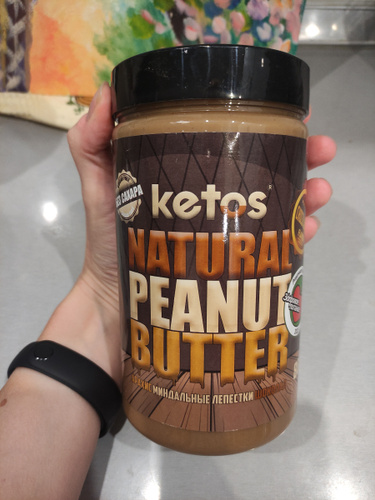 БЕЗ САХАРА
ketos
NATURAL
PEANUT
BUTTER
МИНДАЛЬНЫЕ ЛЕПЕСТКИ